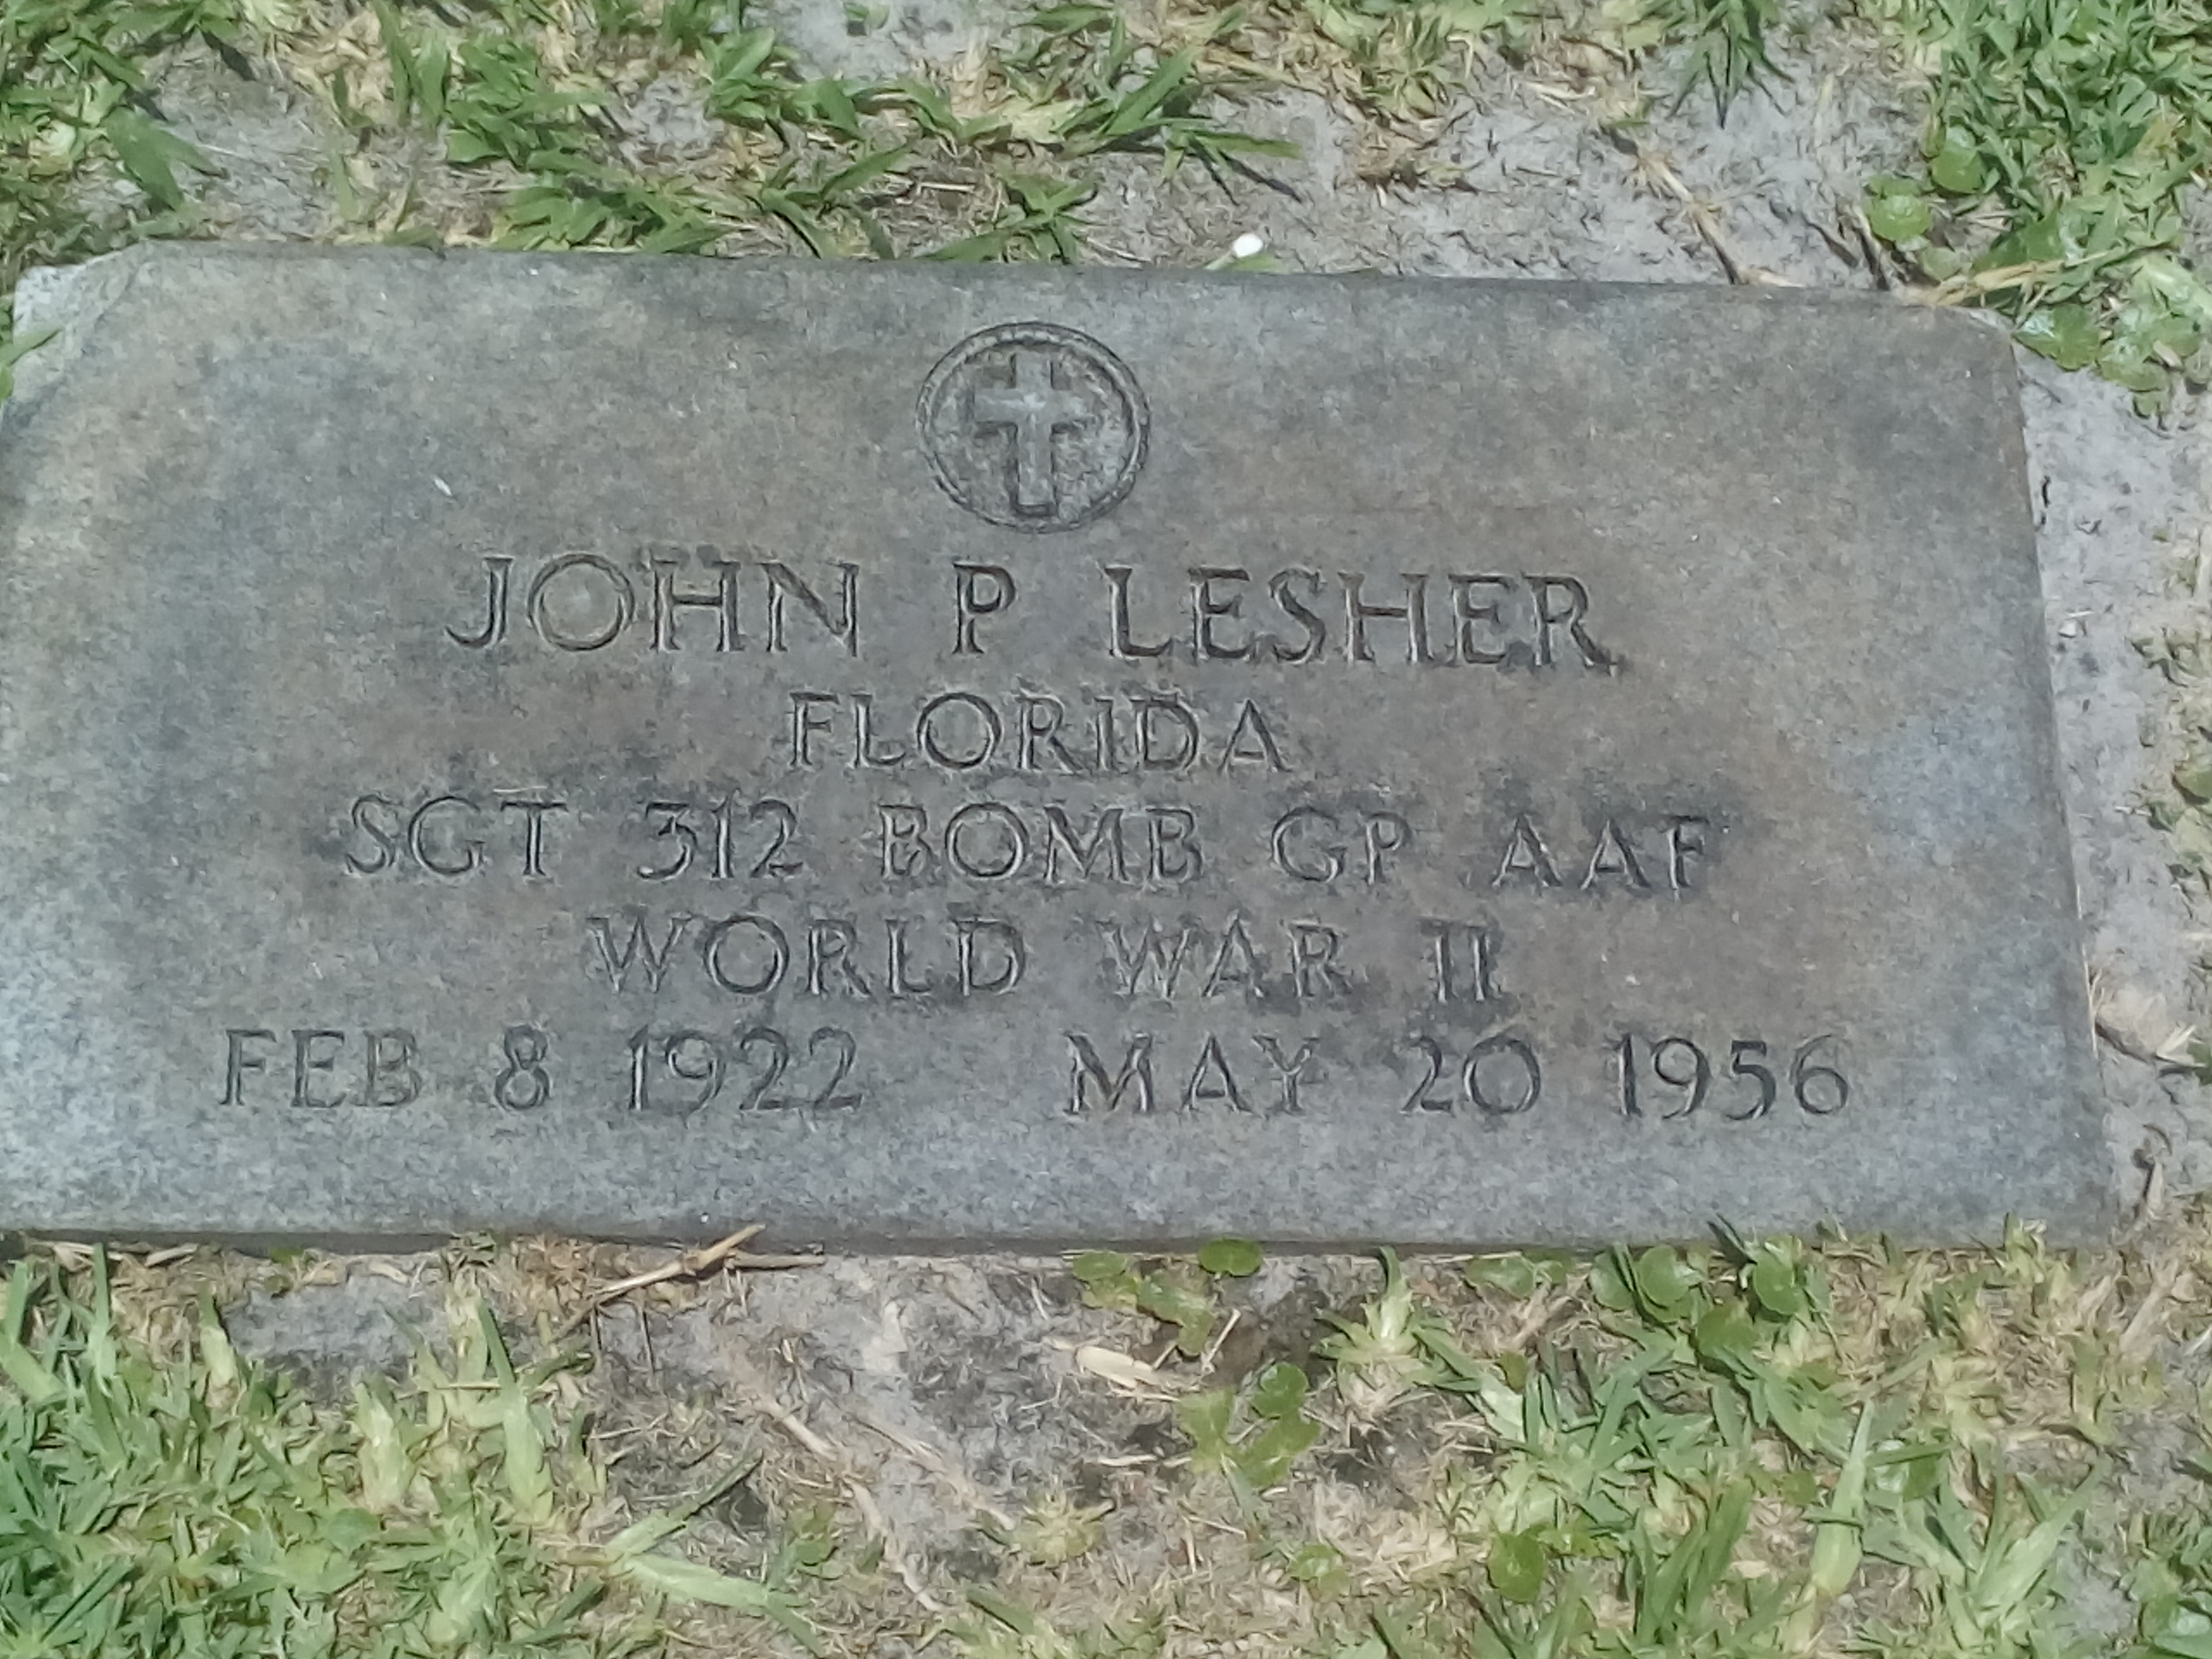 JOHN P LESHER
FLORIDA
SGT 312 BOMB GP AAF
WORLD WAR II
FEB 8 1922 MAY 20 1956